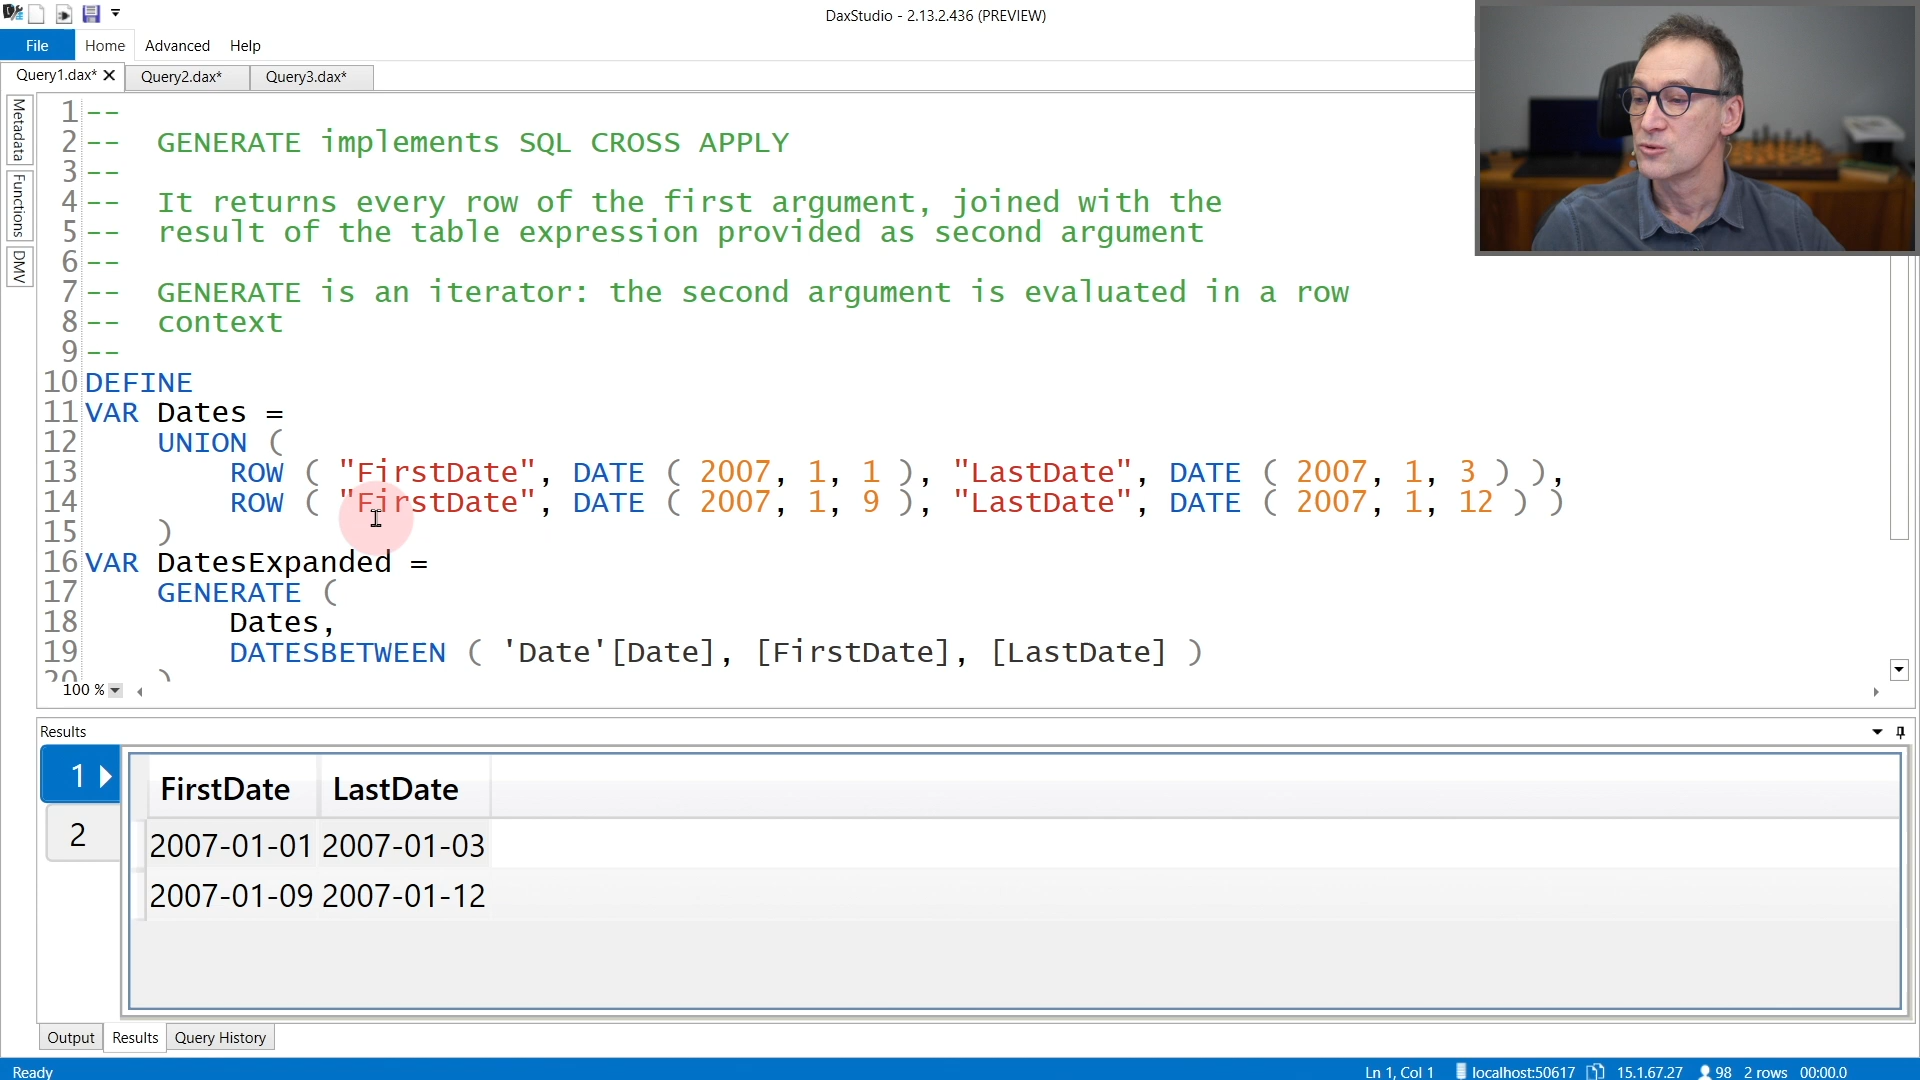 DaxStudio - 2.13.2.436 (PREVIEW)
File Home Advanced Help
Query1.dax* Query2.dax* Query3.dax*
Metadata
Functions
DMV
1 --
2 -- GENERATE implements SQL CROSS APPLY
3 --
4 -- It returns every row of the first argument, joined with the
5 -- result of the table expression provided as second argument
6 --
7 -- GENERATE is an iterator: the second argument is evaluated in a row
8 -- context
9 --
10 DEFINE
11 VAR Dates =
12 UNION (
13 ROW ( "FirstDate", DATE ( 2007, 1, 1 ), "LastDate", DATE ( 2007, 1, 3 ) ),
14 ROW ( "FirstDate", DATE ( 2007, 1, 9 ), "LastDate", DATE ( 2007, 1, 12 ) )
15 )
16 VAR DatesExpanded =
17 GENERATE (
18 Dates,
19 DATESBETWEEN ( 'Date'[Date], [FirstDate], [LastDate] )
20 )
100 %
Results
1
2
FirstDate LastDate
2007-01-01 2007-01-03
2007-01-09 2007-01-12
Output Results Query History
Ready Ln 1, Col 1 localhost:50617 15.1.67.27 98 2 rows 00:00.0